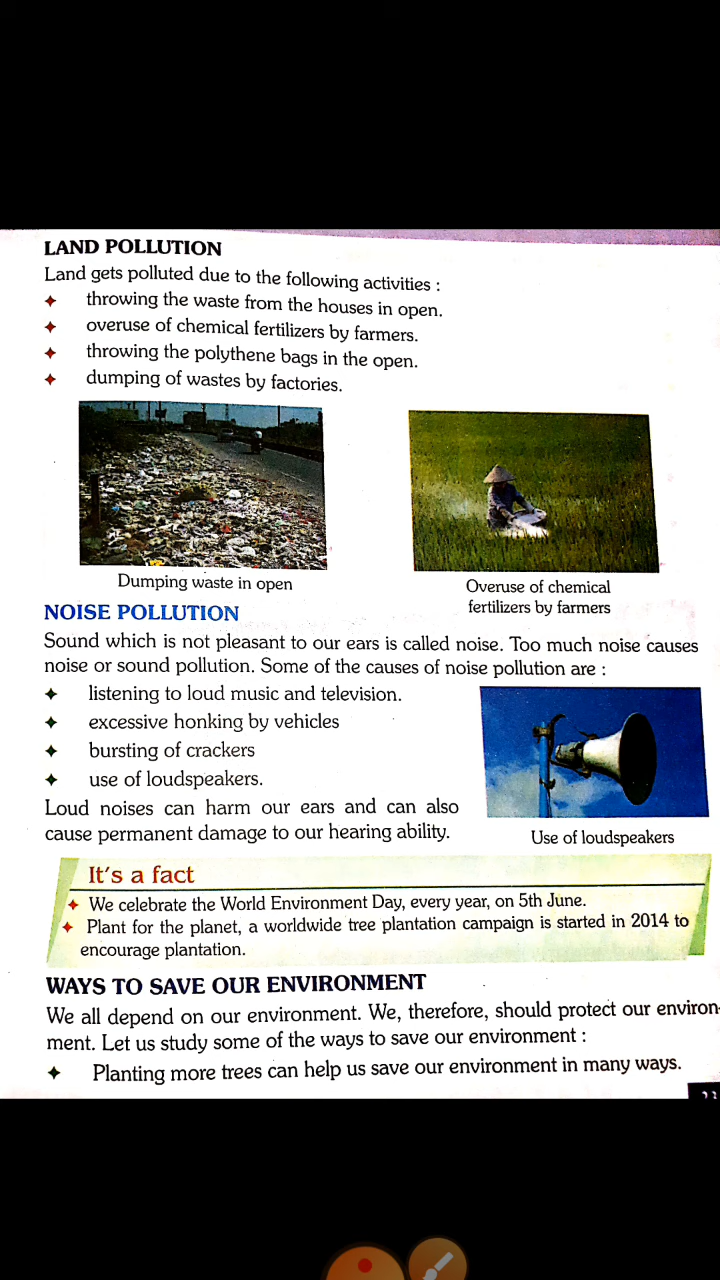 LAND POLLUTION
Land gets polluted due to the following activities :
✦ throwing the waste from the houses in open.
✦ overuse of chemical fertilizers by farmers.
✦ throwing the polythene bags in the open.
✦ dumping of wastes by factories.
Dumping waste in open
Overuse of chemical
fertilizers by farmers
NOISE POLLUTION
Sound which is not pleasant to our ears is called noise. Too much noise causes
noise or sound pollution. Some of the causes of noise pollution are :
✦ listening to loud music and television.
✦ excessive honking by vehicles
✦ bursting of crackers
✦ use of loudspeakers.
Loud noises can harm our ears and can also
cause permanent damage to our hearing ability.
Use of loudspeakers
It's a fact
✦ We celebrate the World Environment Day, every year, on 5th June.
✦ Plant for the planet, a worldwide tree plantation campaign is started in 2014 to
encourage plantation.
WAYS TO SAVE OUR ENVIRONMENT
We all depend on our environment. We, therefore, should protect our environ-
ment. Let us study some of the ways to save our environment :
✦ Planting more trees can help us save our environment in many ways.